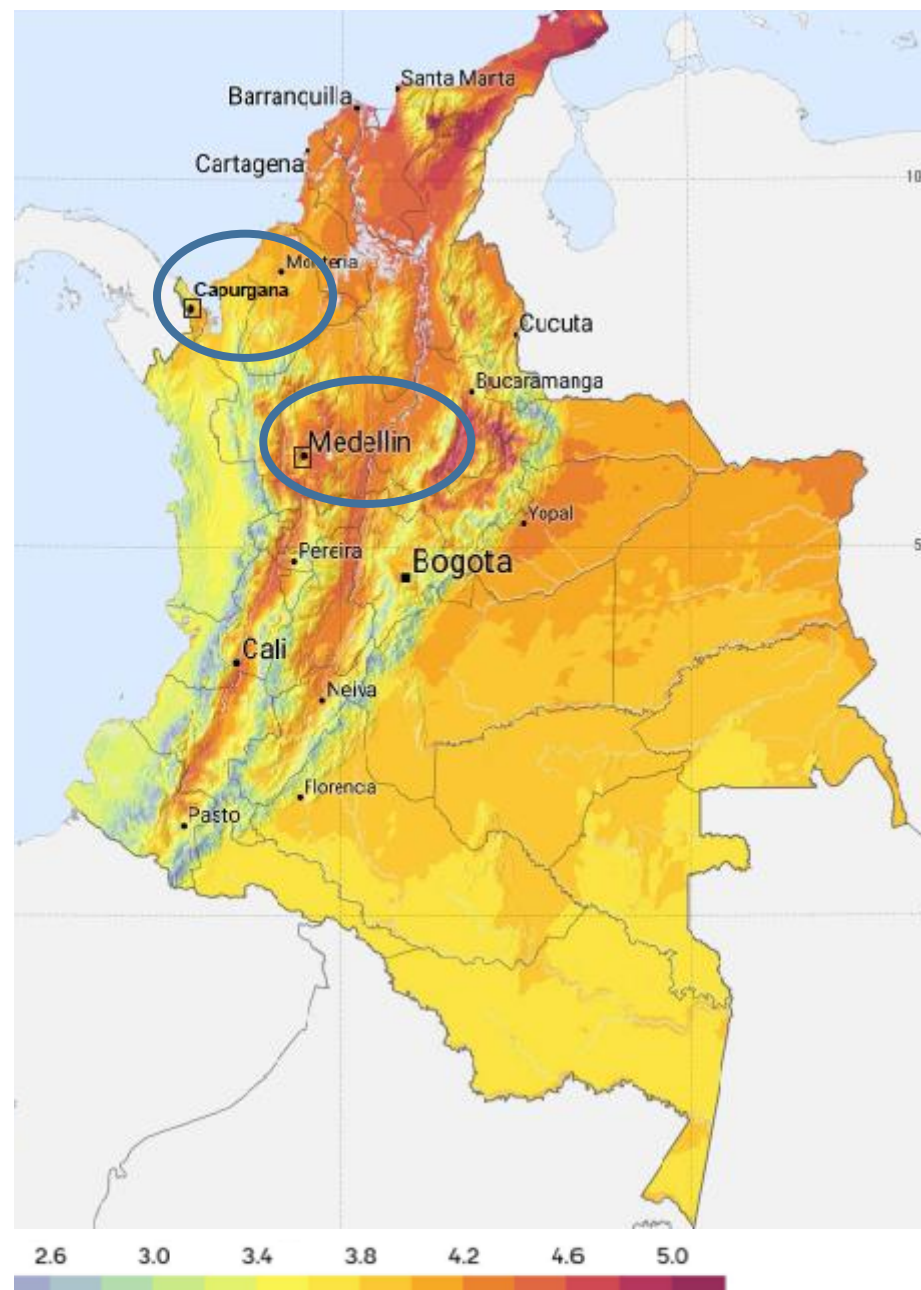 Santa Marta
Barranquilla
Cartagena
10
Monteria
Capurgana
Cucuta
Bucaramanga
Medellin
Yopal
5
Pereira
Bogota
Cali
Neiva
Florencia
Pasto
2.6 3.0 3.4 3.8 4.2 4.6 5.0